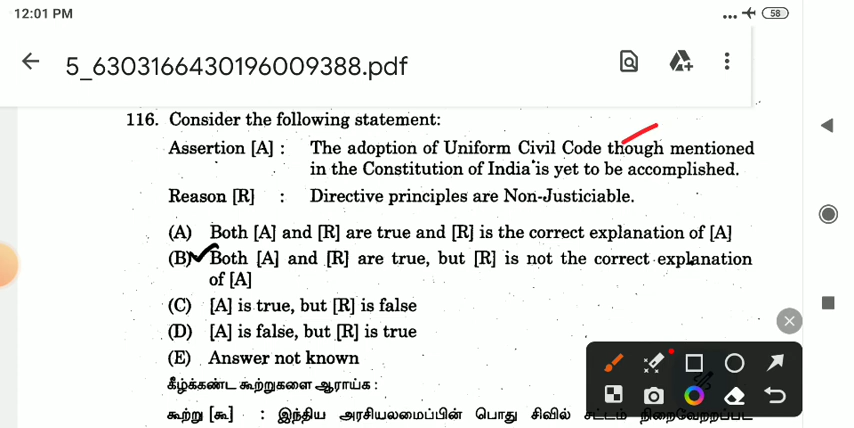 12:01 PM
58
5_6303166430196009388.pdf
116. Consider the following statement:
Assertion [A] : The adoption of Uniform Civil Code though mentioned
in the Constitution of India is yet to be accomplished.
Reason [R] : Directive principles are Non-Justiciable.
(A) Both [A] and [R] are true and [R] is the correct explanation of [A]
(B) Both [A] and [R] are true, but [R] is not the correct explanation
of [A]
(C) [A] is true, but [R] is false
(D) [A] is false, but [R] is true
(E) Answer not known
கீழ்க்கண்ட கூற்றுகளை ஆராய்க :
கூற்று [கூ] : இந்திய அரசியலமைப்பின் பொது சிவில் சட்டம் நிறைவேற்றப்பட